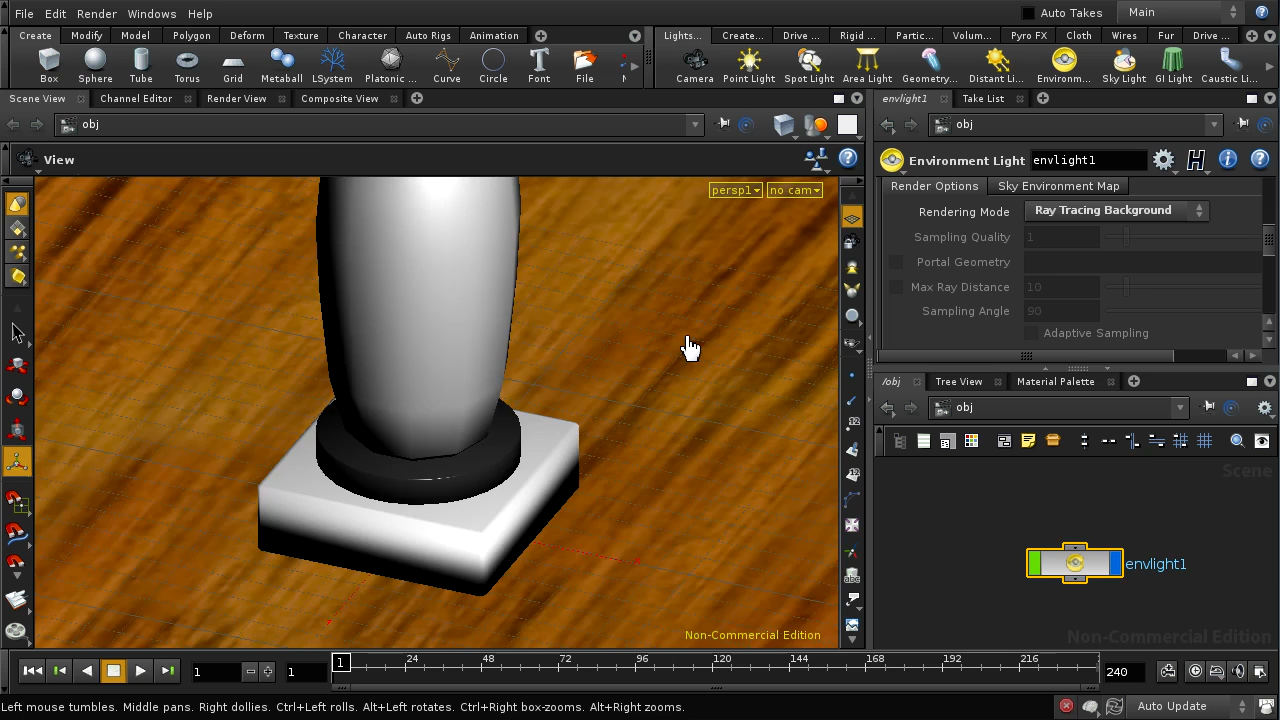 File Edit Render Windows Help Auto Takes Main
Create Modify Model Polygon Deform Texture Character Auto Rigs Animation Lights... Create... Drive ... Rigid ... Partic... Volum... Pyro FX Cloth Wires Fur Drive ...
Box Sphere Tube Torus Grid Metaball LSystem Platonic ... Curve Circle Font File Camera Point Light Spot Light Area Light Geometry... Distant Li... Environm... Sky Light GI Light Caustic Li...
Scene View Channel Editor Render View Composite View envlight1 Take List
obj obj
View Environment Light envlight1
persp1 no cam Render Options Sky Environment Map
Rendering Mode Ray Tracing Background
Sampling Quality 1
Portal Geometry
Max Ray Distance 10
Sampling Angle 90
Adaptive Sampling
/obj Tree View Material Palette
obj
Scene
envlight1
Non-Commercial Edition Non-Commercial Edition
1 1 1 24 48 72 96 120 144 168 192 216 240
Left mouse tumbles. Middle pans. Right dollies. Ctrl+Left rolls. Alt+Left rotates. Ctrl+Right box-zooms. Alt+Right zooms. Auto Update